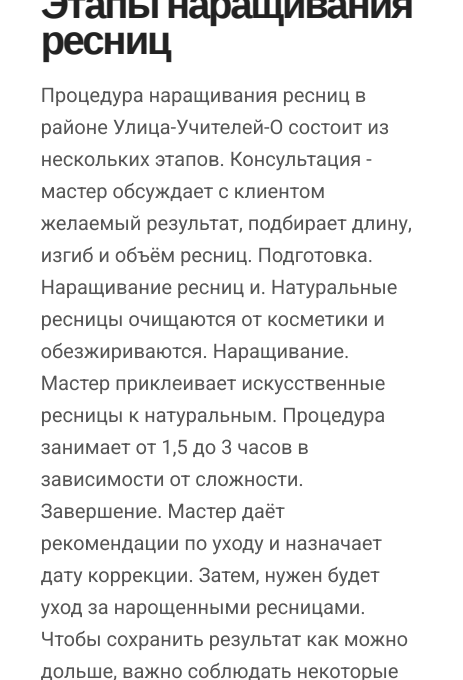 Этапы наращивания
ресниц
Процедура наращивания ресниц в
районе Улица-Учителей-О состоит из
нескольких этапов. Консультация -
мастер обсуждает с клиентом
желаемый результат, подбирает длину,
изгиб и объём ресниц. Подготовка.
Наращивание ресниц и. Натуральные
ресницы очищаются от косметики и
обезжириваются. Наращивание.
Мастер приклеивает искусственные
ресницы к натуральным. Процедура
занимает от 1,5 до 3 часов в
зависимости от сложности.
Завершение. Мастер даёт
рекомендации по уходу и назначает
дату коррекции. Затем, нужен будет
уход за нарощенными ресницами.
Чтобы сохранить результат как можно
дольше, важно соблюдать некоторые